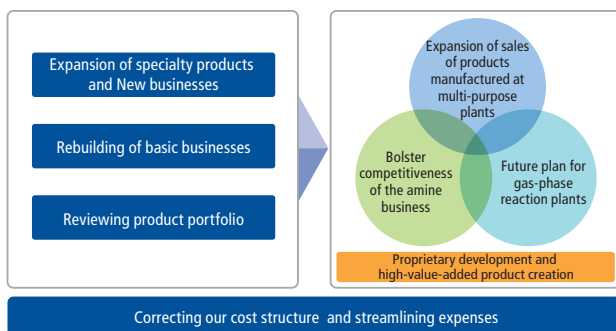 Expansion of specialty products
and New businesses
Rebuilding of basic businesses
Reviewing product portfolio
Expansion of sales
of products
manufactured at
multi-purpose
plants
Bolster
competitiveness
of the amine
business
Future plan for
gas-phase
reaction plants
Proprietary development and
high-value-added product creation
Correcting our cost structure and streamlining expenses